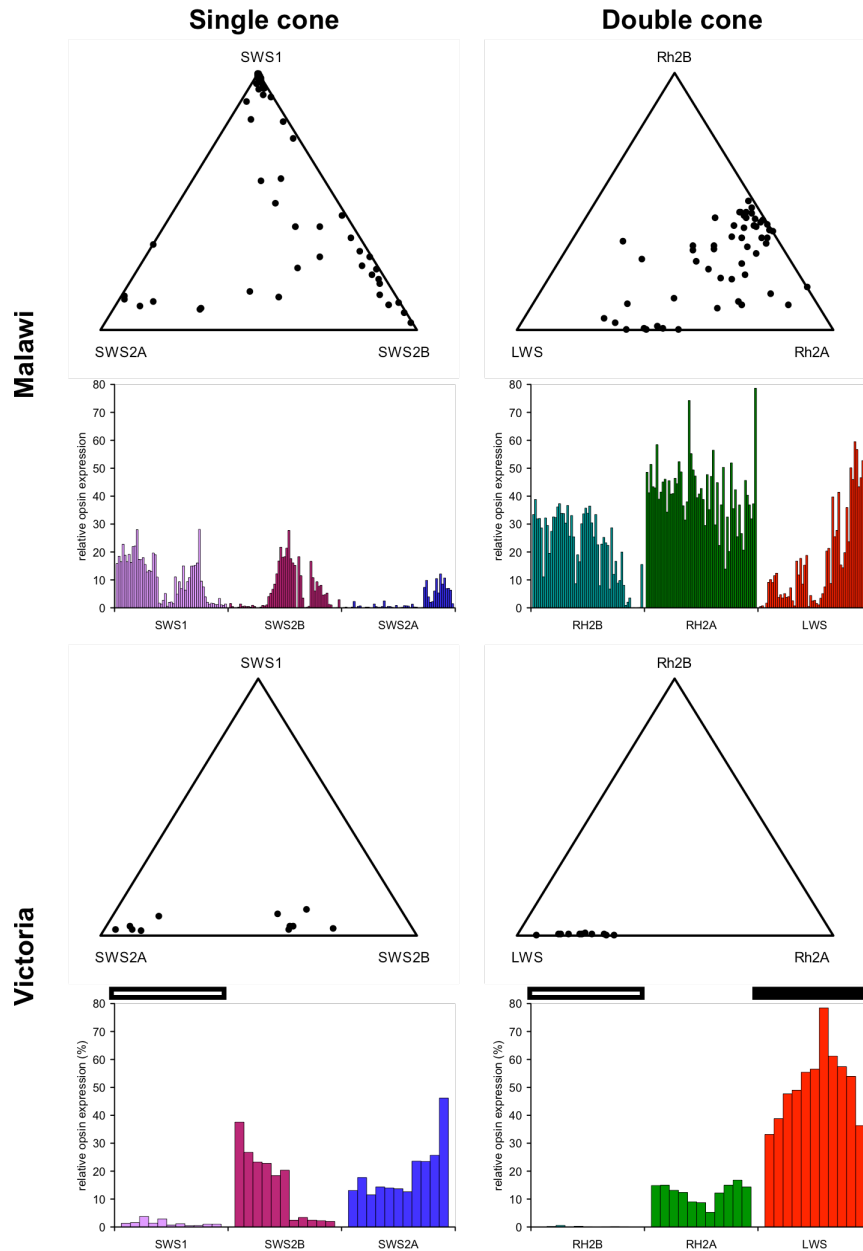 Single cone
Double cone
Malawi
SWS1
SWS2A
SWS2B
Rh2B
LWS
Rh2A
relative opsin expression
80
70
60
50
40
30
20
10
0
SWS1
SWS2B
SWS2A
relative opsin expression
80
70
60
50
40
30
20
10
0
RH2B
RH2A
LWS
Victoria
SWS1
SWS2A
SWS2B
Rh2B
LWS
Rh2A
relative opsin expression (%)
80
70
60
50
40
30
20
10
0
SWS1
SWS2B
SWS2A
relative opsin expression (%)
80
70
60
50
40
30
20
10
0
RH2B
RH2A
LWS